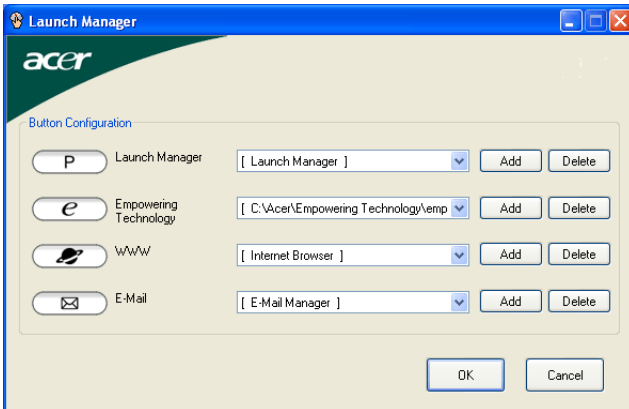 Launch Manager
acer
Button Configuration
P Launch Manager [ Launch Manager ] Add Delete
e Empowering Technology [ C:\Acer\Empowering Technology\emp Add Delete
WWW [ Internet Browser ] Add Delete
E-Mail [ E-Mail Manager ] Add Delete
OK Cancel